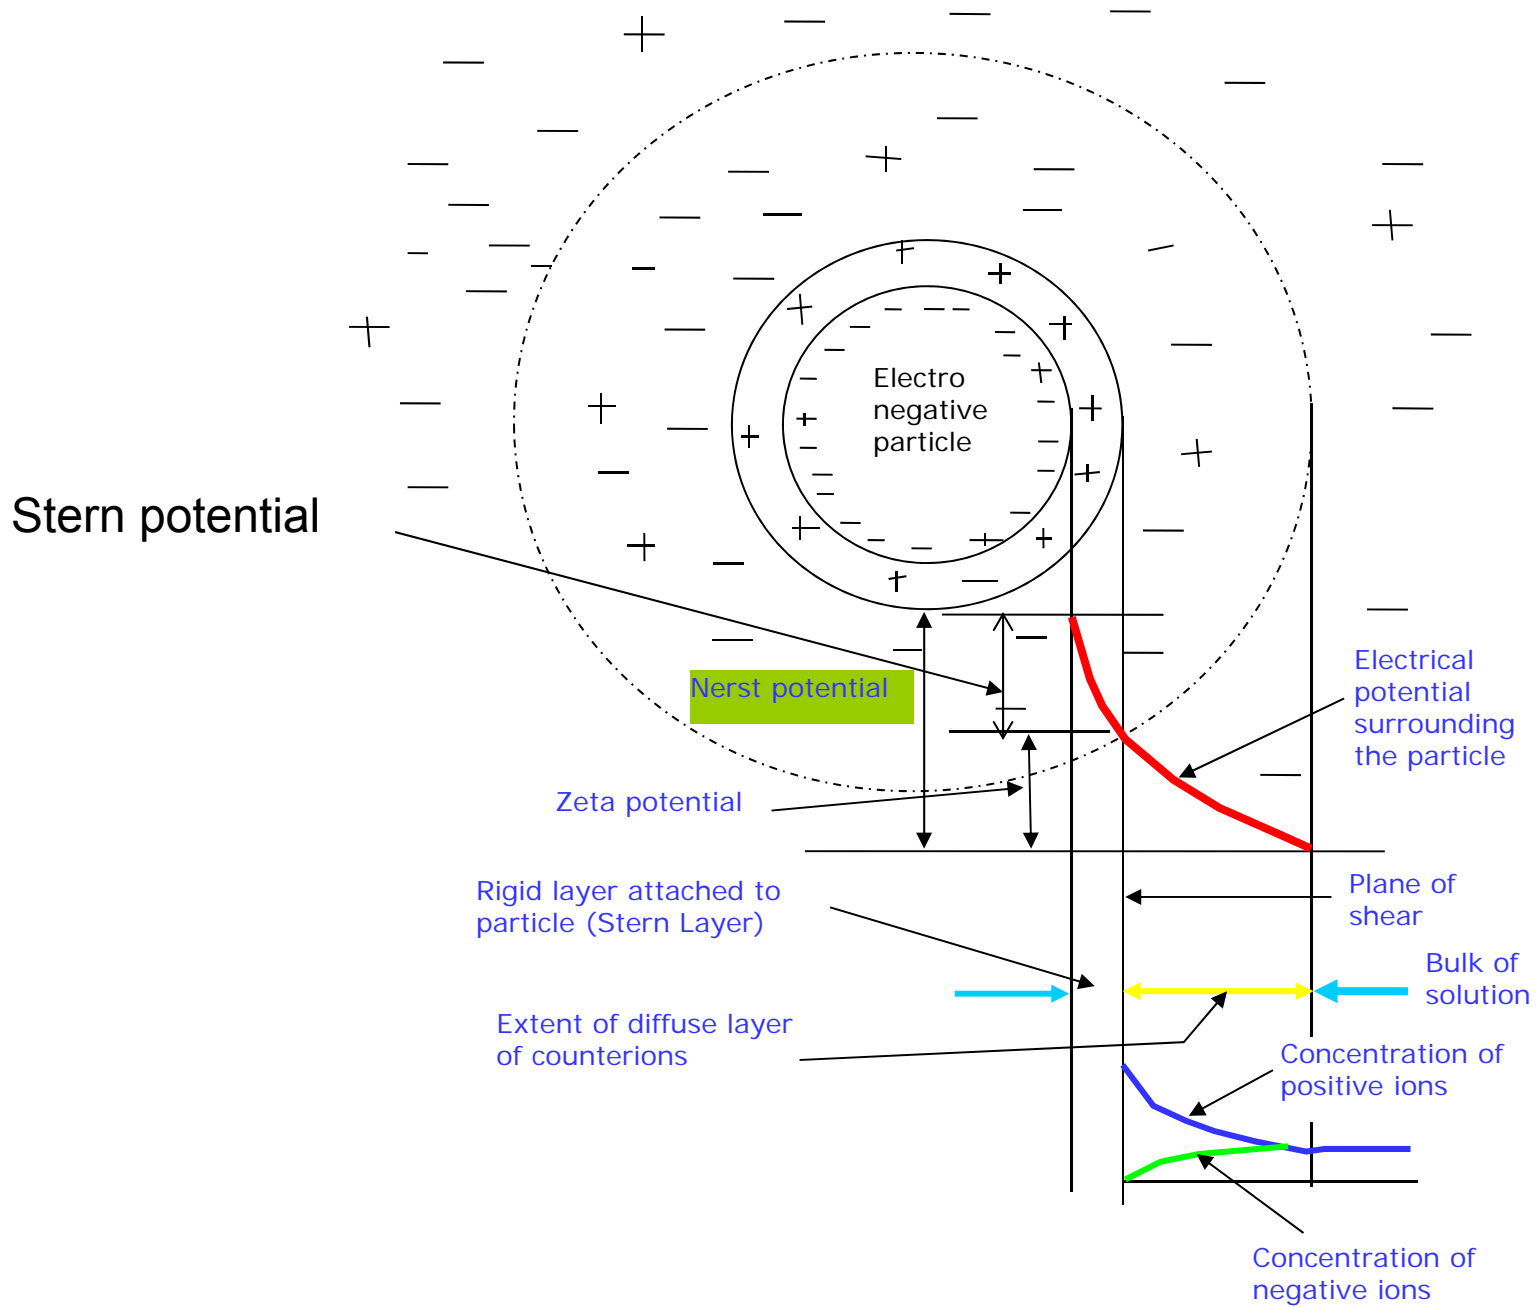 Electro
negative
particle
Stern potential
Nerst potential
Electrical
potential
surrounding
the particle
Zeta potential
Rigid layer attached to
particle (Stern Layer)
Plane of
shear
Bulk of
solution
Extent of diffuse layer
of counterions
Concentration of
positive ions
Concentration of
negative ions